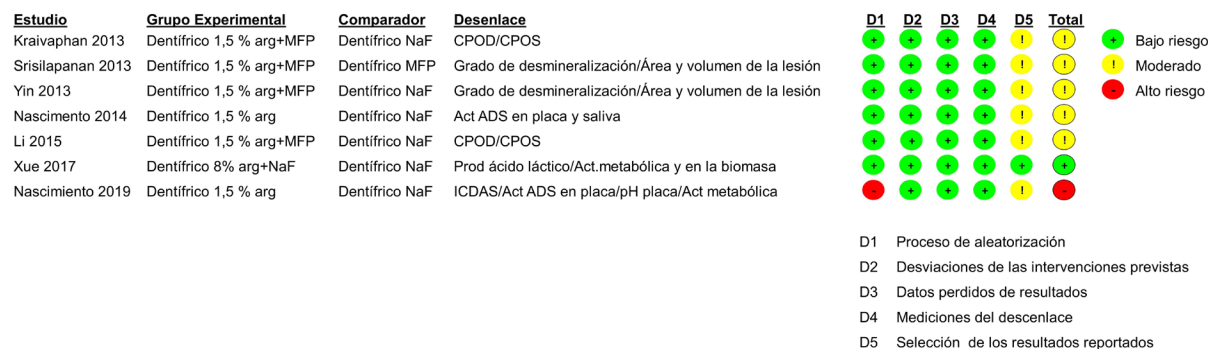 Estudio Grupo Experimental Comparador Desenlace D1 D2 D3 D4 D5 Total
Kraivaphan 2013 Dentífrico 1,5 % arg+MFP Dentífrico NaF CPOD/CPOS + + + + ! ! + Bajo riesgo
Srisilapanan 2013 Dentífrico 1,5 % arg+MFP Dentífrico MFP Grado de desmineralización/Área y volumen de la lesión + + + + ! ! ! Moderado
Yin 2013 Dentífrico 1,5 % arg+MFP Dentífrico NaF Grado de desmineralización/Área y volumen de la lesión + + + + ! ! - Alto riesgo
Nascimento 2014 Dentífrico 1,5 % arg Dentífrico NaF Act ADS en placa y saliva + + + + ! !
Li 2015 Dentífrico 1,5 % arg+MFP Dentífrico NaF CPOD/CPOS + + + + ! !
Xue 2017 Dentífrico 8% arg+NaF Dentífrico NaF Prod ácido láctico/Act.metabólica y en la biomasa + + + + + +
Nascimiento 2019 Dentífrico 1,5 % arg Dentífrico NaF ICDAS/Act ADS en placa/pH placa/Act metabólica - + + + ! -
D1 Proceso de aleatorización
D2 Desviaciones de las intervenciones previstas
D3 Datos perdidos de resultados
D4 Mediciones del descenlace
D5 Selección de los resultados reportados